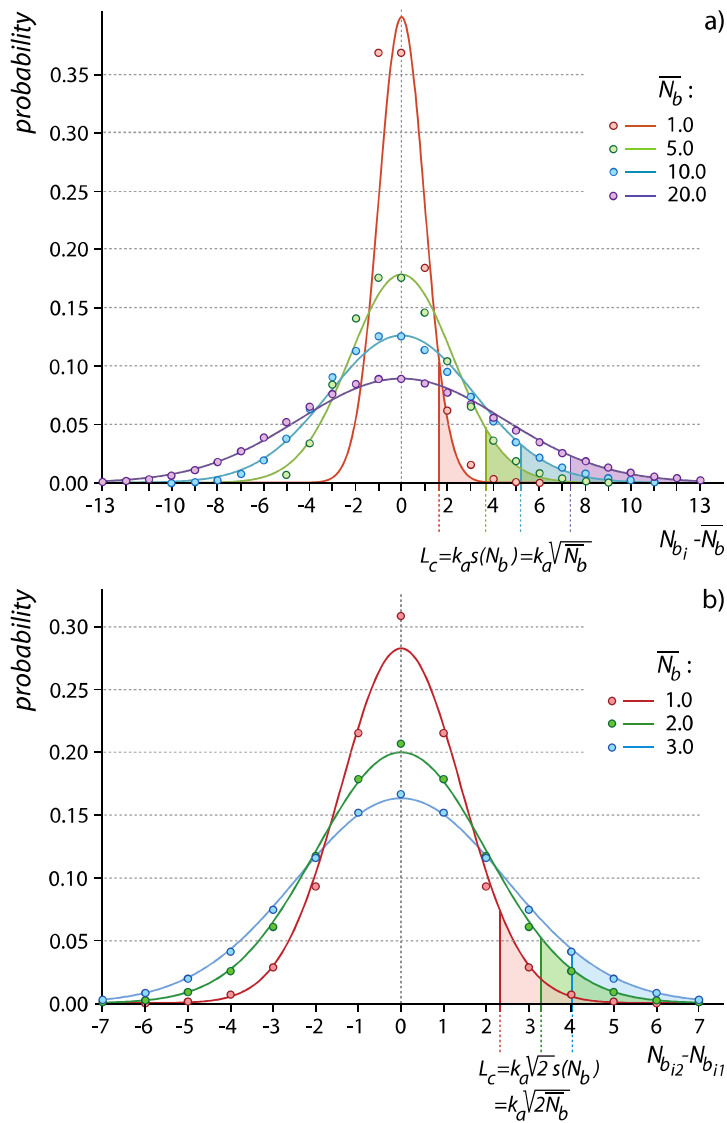 a)
probability
0.35
0.30
0.25
0.20
0.15
0.10
0.05
0.00
N̅b :
1.0
5.0
10.0
20.0
-13 -10 -8 -6 -4 -2 0 2 4 6 8 10 13
Nbi - N̅b
Lc=kas(Nb)=ka√N̅b
b)
probability
0.30
0.25
0.20
0.15
0.10
0.05
0.00
N̅b :
1.0
2.0
3.0
-7 -6 -5 -4 -3 -2 -1 0 1 2 3 4 5 6 7
Nbi2-Nbi1
Lc=ka√2 s(Nb)
=ka√2N̅b